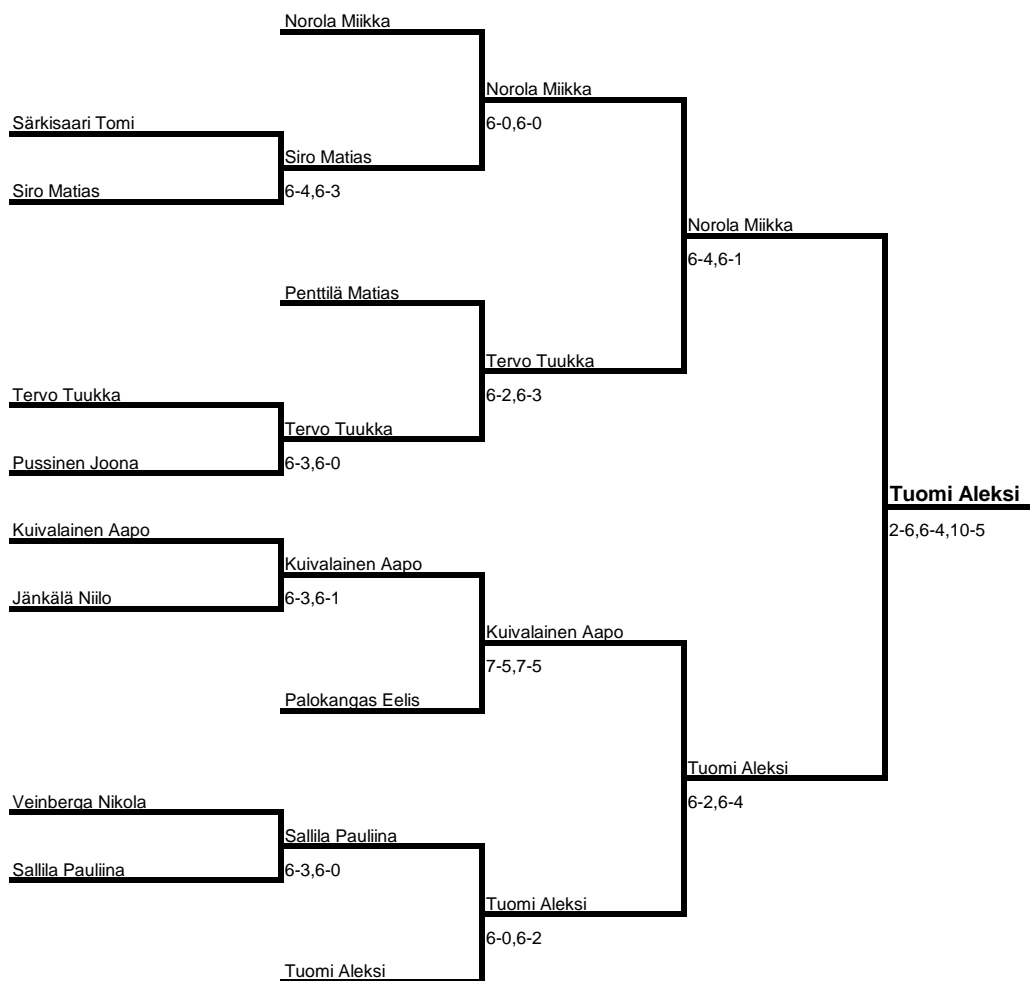 Norola Miikka
Norola Miikka
Särkisaari Tomi
6-0,6-0
Siro Matias
Siro Matias
6-4,6-3
Norola Miikka
6-4,6-1
Penttilä Matias
Tervo Tuukka
Tervo Tuukka
6-2,6-3
Tervo Tuukka
Pussinen Joona
6-3,6-0
Tuomi Aleksi
Kuivalainen Aapo
2-6,6-4,10-5
Kuivalainen Aapo
Jänkälä Niilo
6-3,6-1
Kuivalainen Aapo
7-5,7-5
Palokangas Eelis
Tuomi Aleksi
Veinberga Nikola
6-2,6-4
Sallila Pauliina
Sallila Pauliina
6-3,6-0
Tuomi Aleksi
6-0,6-2
Tuomi Aleksi